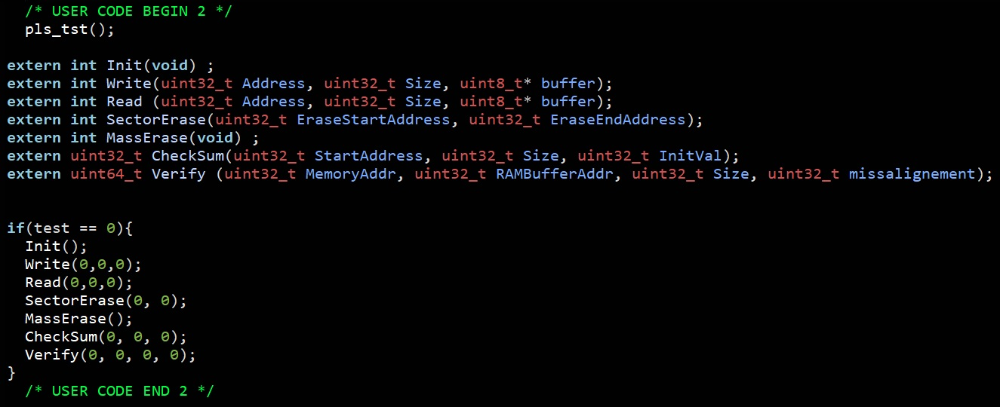 /* USER CODE BEGIN 2 */
pls_tst();
extern int Init(void) ;
extern int Write(uint32_t Address, uint32_t Size, uint8_t* buffer);
extern int Read (uint32_t Address, uint32_t Size, uint8_t* buffer);
extern int SectorErase(uint32_t EraseStartAddress, uint32_t EraseEndAddress);
extern int MassErase(void) ;
extern uint32_t CheckSum(uint32_t StartAddress, uint32_t Size, uint32_t InitVal);
extern uint64_t Verify (uint32_t MemoryAddr, uint32_t RAMBufferAddr, uint32_t Size, uint32_t missalignement);
if(test == 0){
Init();
Write(0,0,0);
Read(0,0,0);
SectorErase(0, 0);
MassErase();
CheckSum(0, 0, 0);
Verify(0, 0, 0, 0);
}
/* USER CODE END 2 */